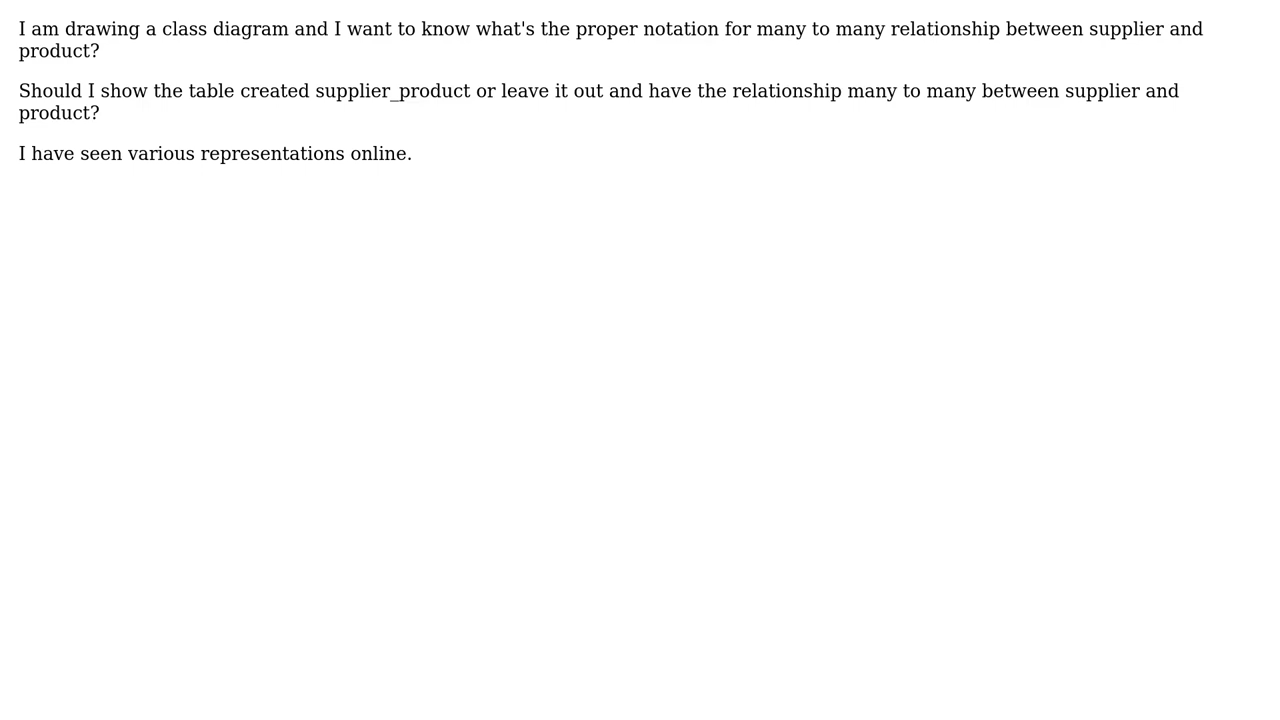 I am drawing a class diagram and I want to know what's the proper notation for many to many relationship between supplier and
product?
Should I show the table created supplier_product or leave it out and have the relationship many to many between supplier and
product?
I have seen various representations online.